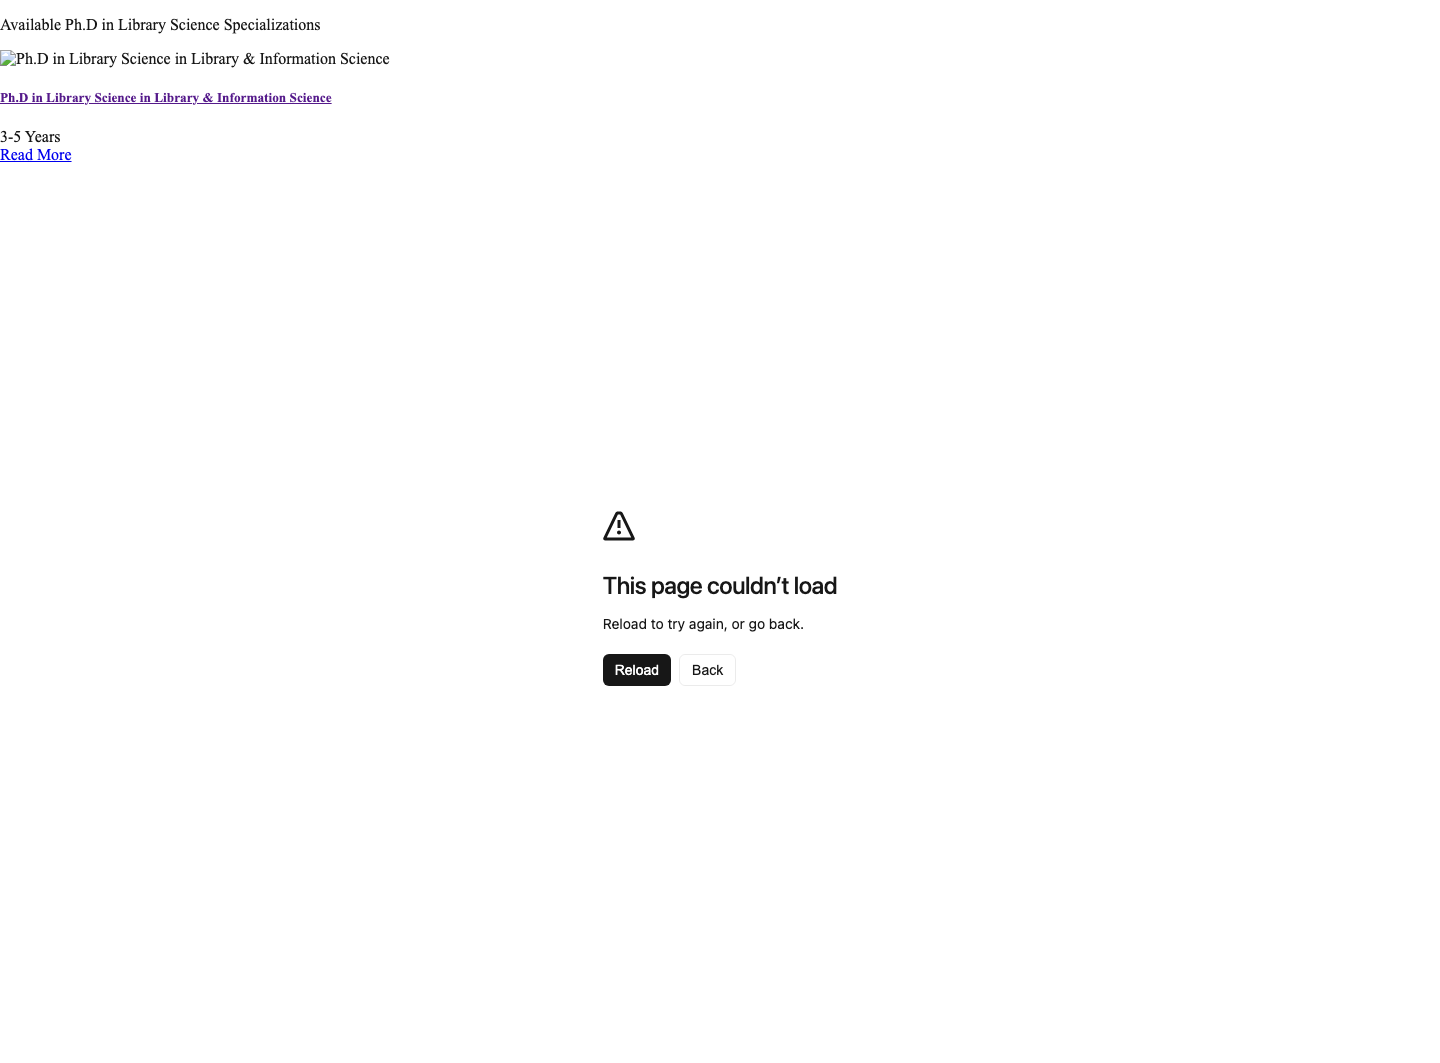 Available Ph.D in Library Science Specializations
Ph.D in Library Science in Library & Information Science
Ph.D in Library Science in Library & Information Science
3-5 Years
Read More
This page couldn’t load
Reload to try again, or go back.
Reload Back